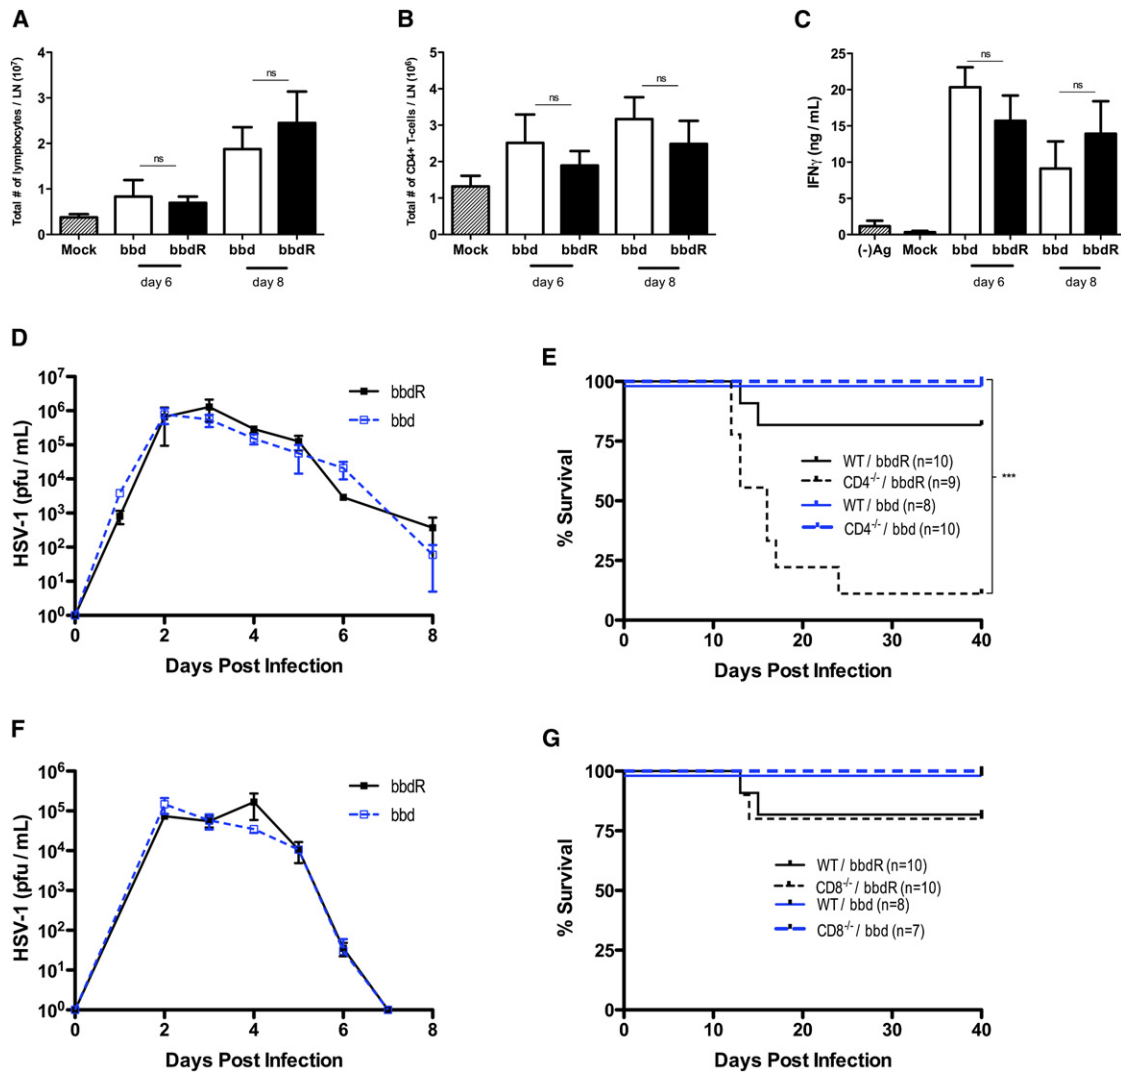 A
Total # of lymphocytes / LN (10⁷)
4
3
2
1
0
ns
ns
Mock
bbd
bbdR
bbd
bbdR
day 6
day 8
B
Total # of CD4+ T-cells / LN (10⁶)
5
4
3
2
1
0
ns
ns
Mock
bbd
bbdR
bbd
bbdR
day 6
day 8
C
IFNγ (ng / mL)
25
20
15
10
5
0
ns
ns
(-)Ag
Mock
bbd
bbdR
bbd
bbdR
day 6
day 8
D
HSV-1 (pfu / mL)
10⁷
10⁶
10⁵
10⁴
10³
10²
10¹
10⁰
bbdR
bbd
0
2
4
6
8
Days Post Infection
E
% Survival
100
75
50
25
0
WT / bbdR (n=10)
CD4⁻/⁻ / bbdR (n=9)
WT / bbd (n=8)
CD4⁻/⁻ / bbd (n=10)
***
0
10
20
30
40
Days Post Infection
F
HSV-1 (pfu / mL)
10⁶
10⁵
10⁴
10³
10²
10¹
10⁰
bbdR
bbd
0
2
4
6
8
Days Post Infection
G
% Survival
100
75
50
25
0
WT / bbdR (n=10)
CD8⁻/⁻ / bbdR (n=10)
WT / bbd (n=8)
CD8⁻/⁻ / bbd (n=7)
0
10
20
30
40
Days Post Infection